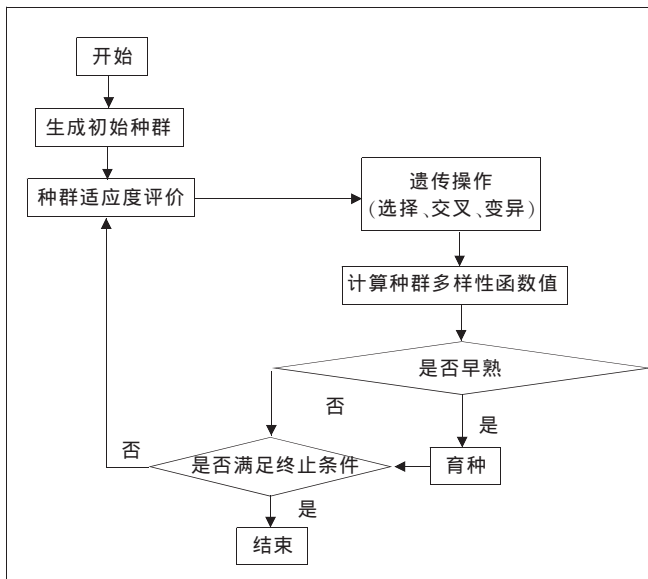 开始
生成初始种群
种群适应度评价
遗传操作
(选择、交叉、变异)
计算种群多样性函数值
是否早熟
否
是
否
是否满足终止条件
育种
是
结束